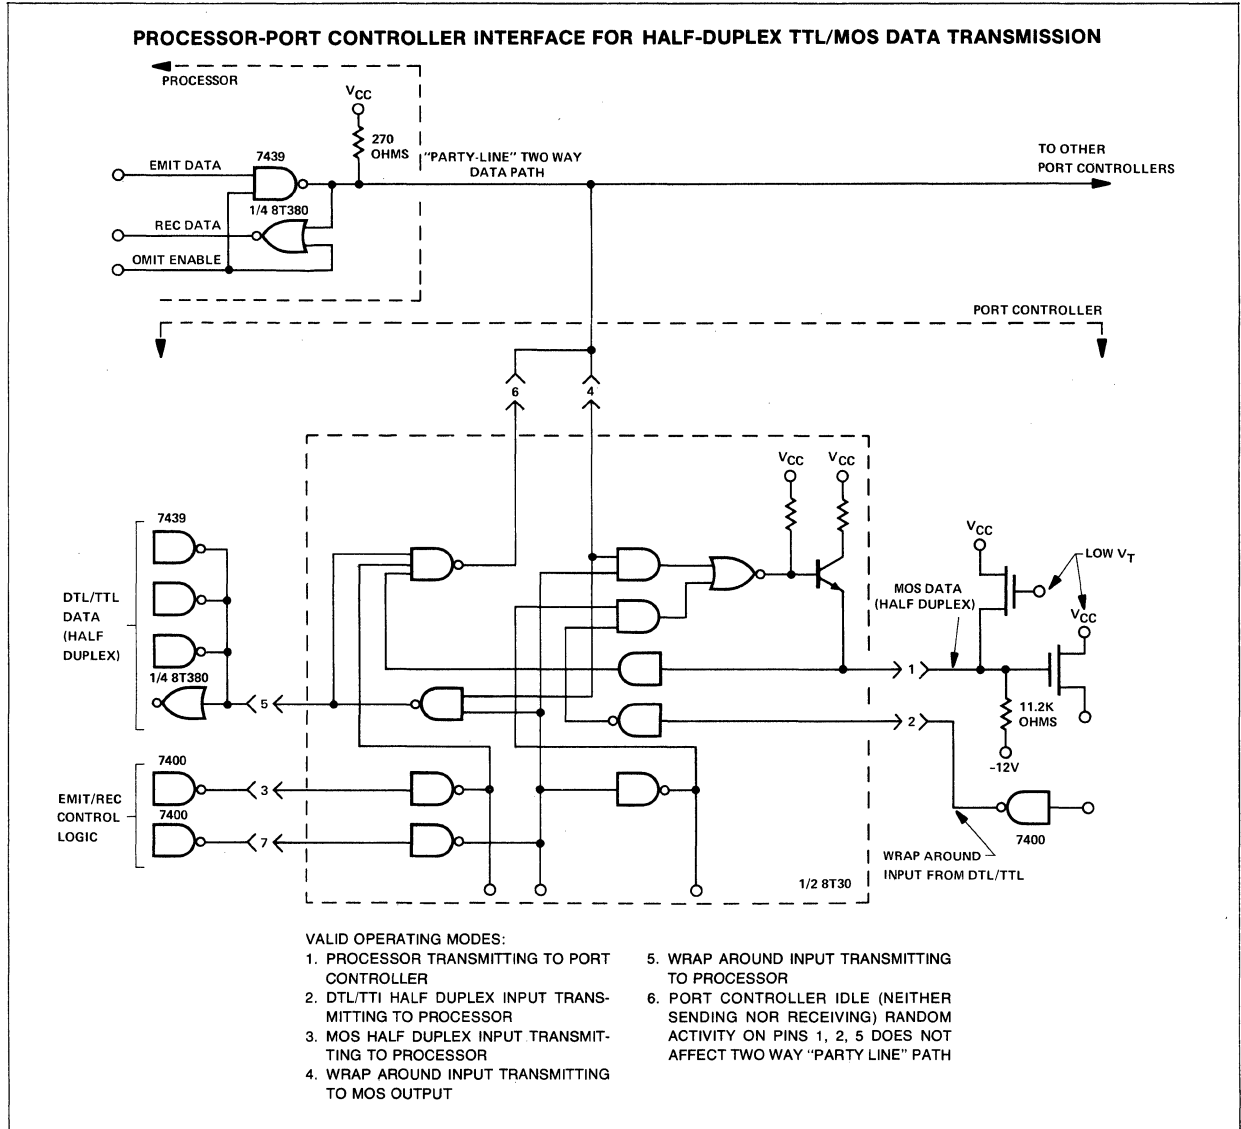 PROCESSOR-PORT CONTROLLER INTERFACE FOR HALF-DUPLEX TTL/MOS DATA TRANSMISSION
PROCESSOR
VCC
270
OHMS
7439
EMIT DATA
"PARTY-LINE" TWO WAY
DATA PATH
TO OTHER
PORT CONTROLLERS
1/4 8T380
REC DATA
OMIT ENABLE
PORT CONTROLLER
6
4
VCC
VCC
7439
VCC
LOW VT
MOS DATA
(HALF DUPLEX)
DTL/TTL
DATA
(HALF
DUPLEX)
VCC
1/4 8T380
5
1
2
11.2K
OHMS
-12V
7400
3
EMIT/REC
CONTROL
LOGIC
7400
7
7400
WRAP AROUND
INPUT FROM DTL/TTL
1/2 8T30
VALID OPERATING MODES:
1. PROCESSOR TRANSMITTING TO PORT
CONTROLLER
2. DTL/TTI HALF DUPLEX INPUT TRANS-
MITTING TO PROCESSOR
3. MOS HALF DUPLEX INPUT TRANSMIT-
TING TO PROCESSOR
4. WRAP AROUND INPUT TRANSMITTING
TO MOS OUTPUT
5. WRAP AROUND INPUT TRANSMITTING
TO PROCESSOR
6. PORT CONTROLLER IDLE (NEITHER
SENDING NOR RECEIVING) RANDOM
ACTIVITY ON PINS 1, 2, 5 DOES NOT
AFFECT TWO WAY "PARTY LINE" PATH